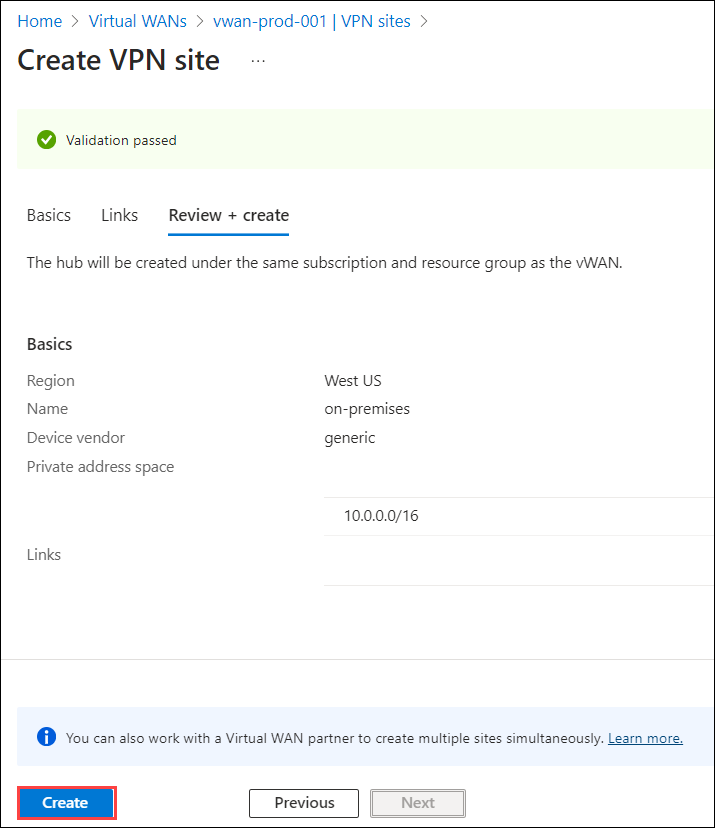 Home > Virtual WANs > vwan-prod-001 | VPN sites >
Create VPN site ...
Validation passed
Basics Links Review + create
The hub will be created under the same subscription and resource group as the vWAN.
Basics
Region West US
Name on-premises
Device vendor generic
Private address space
10.0.0.0/16
Links
You can also work with a Virtual WAN partner to create multiple sites simultaneously. Learn more.
Create Previous Next